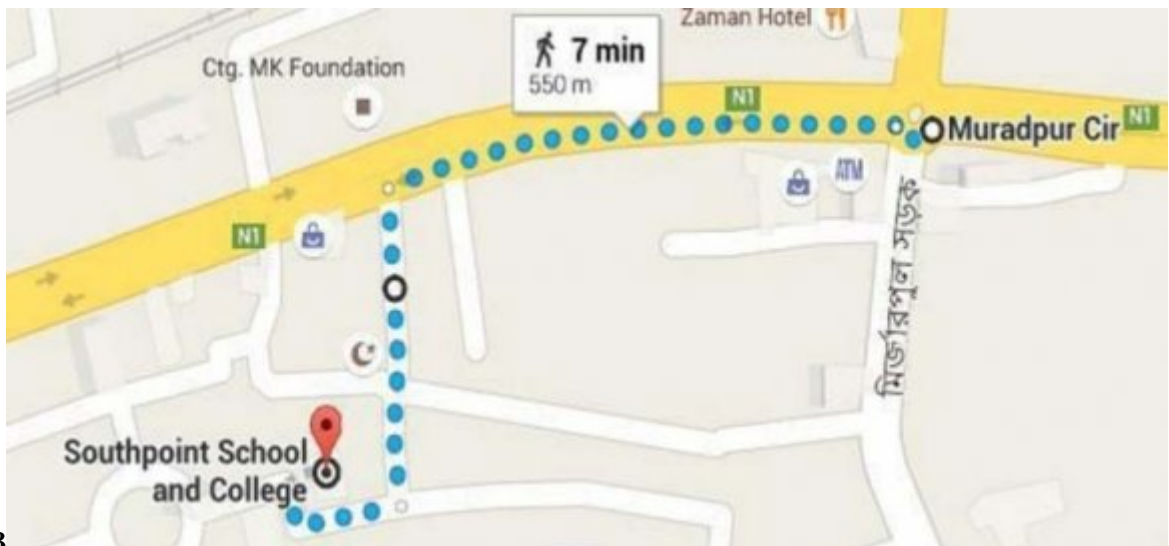 Zaman Hotel
7 min
550 m
Ctg. MK Foundation
N1
N1
Muradpur Cir
ATM
N1
মির্জারপুল সড়ক
Southpoint School
and College